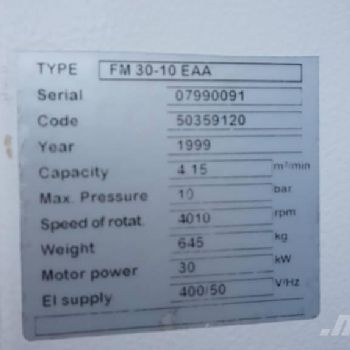 TYPE FM 30-10 EAA
Serial 07990091
Code 50359120
Year 1999
Capacity 4.15 m³/min
Max. Pressure 10 bar
Speed of rotat. 4010 rpm
Weight 645 kg
Motor power 30 kW
El supply 400/50 V/Hz